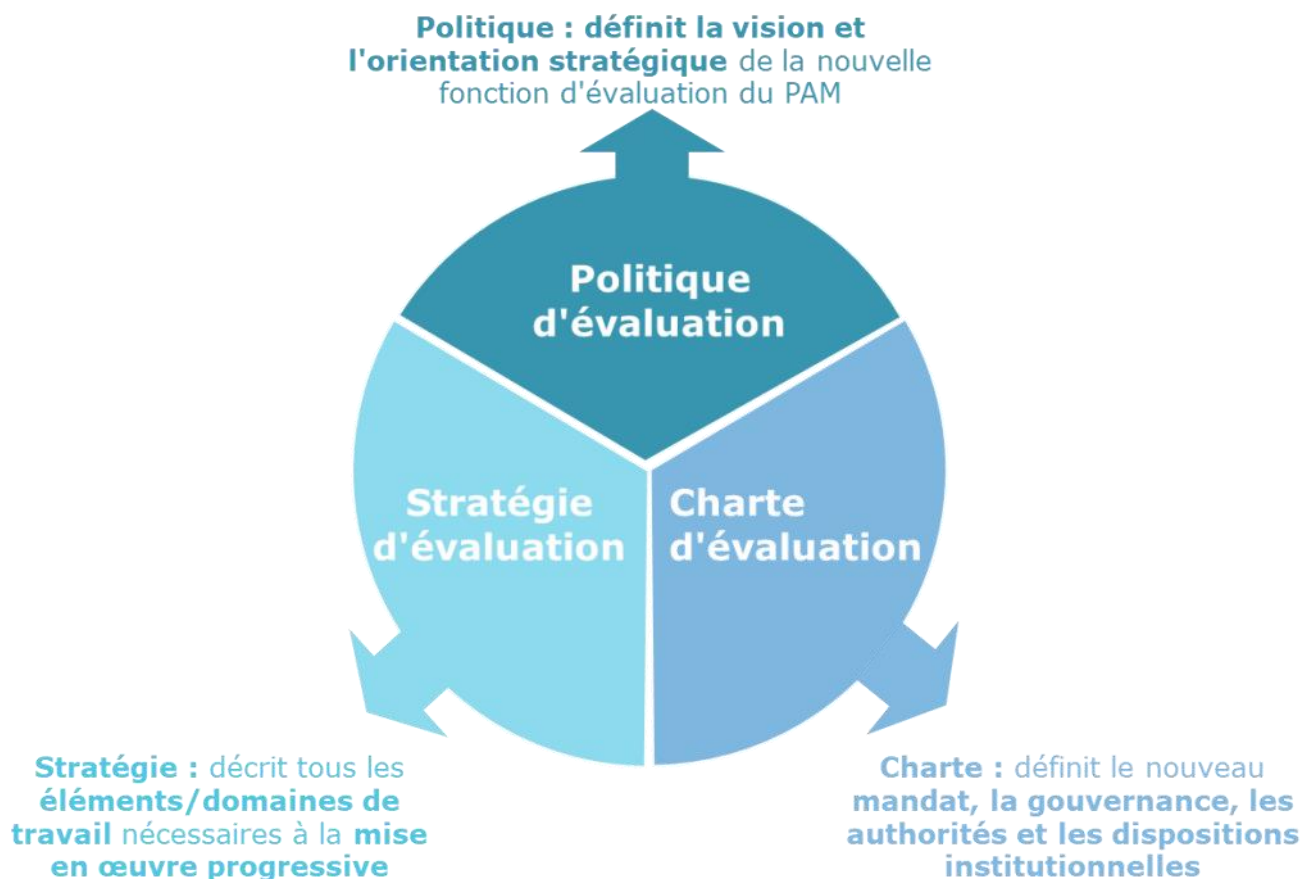 Politique : définit la vision et
l'orientation stratégique de la nouvelle
fonction d'évaluation du PAM
Politique
d'évaluation
Stratégie
d'évaluation
Charte
d'évaluation
Stratégie : décrit tous les
éléments/domaines de
travail nécessaires à la mise
en œuvre progressive
Charte : définit le nouveau
mandat, la gouvernance, les
authorités et les dispositions
institutionnelles